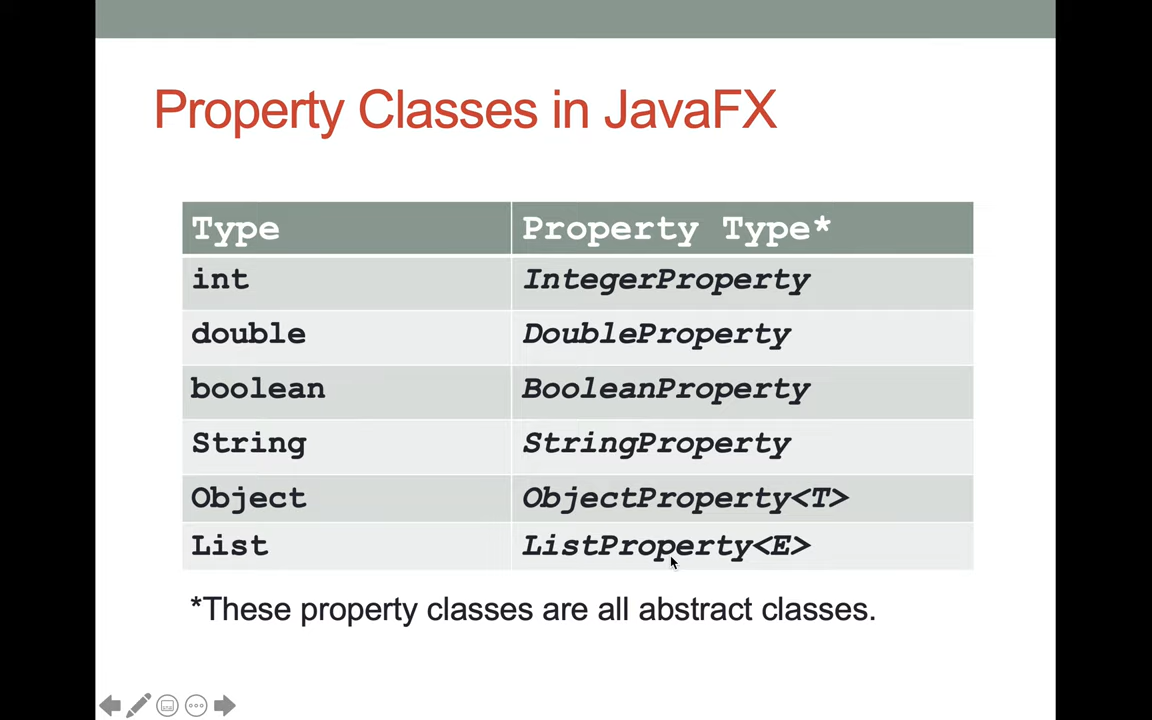 Property Classes in JavaFX
Type Property Type*
int IntegerProperty
double DoubleProperty
boolean BooleanProperty
String StringProperty
Object ObjectProperty<T>
List ListProperty<E>
*These property classes are all abstract classes.